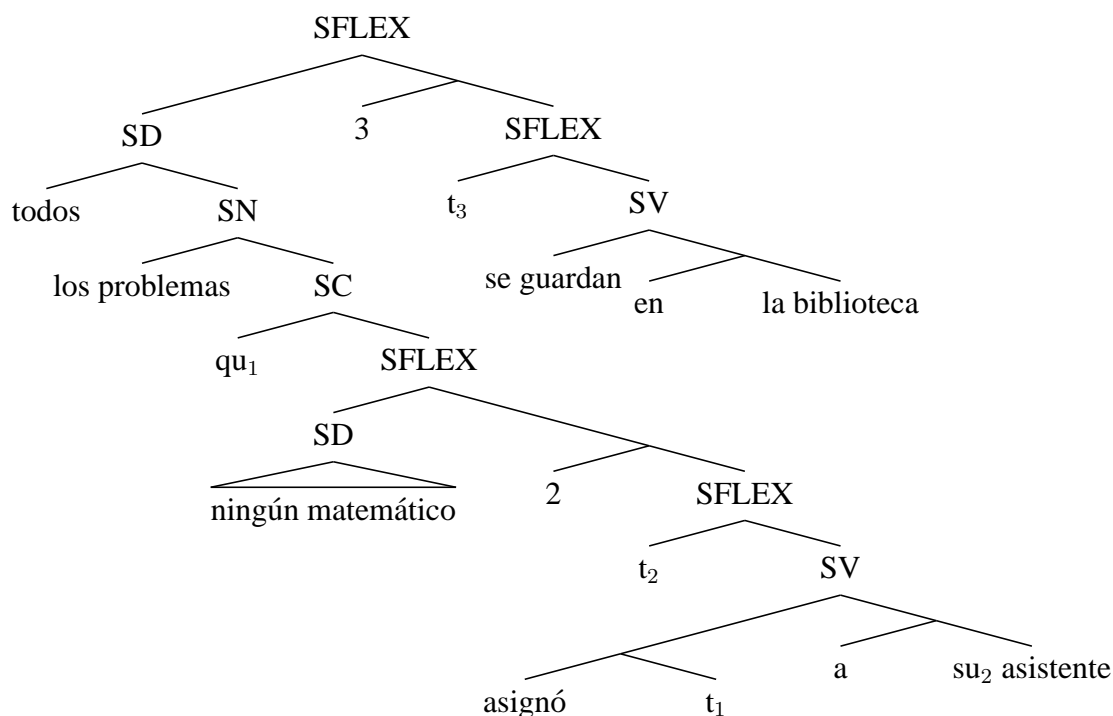 SFLEX
SD 3 SFLEX
todos SN t₃ SV
los problemas SC se guardan en la biblioteca
qu₁ SFLEX
SD 2 SFLEX
ningún matemático t₂ SV
asignó t₁ a su₂ asistente